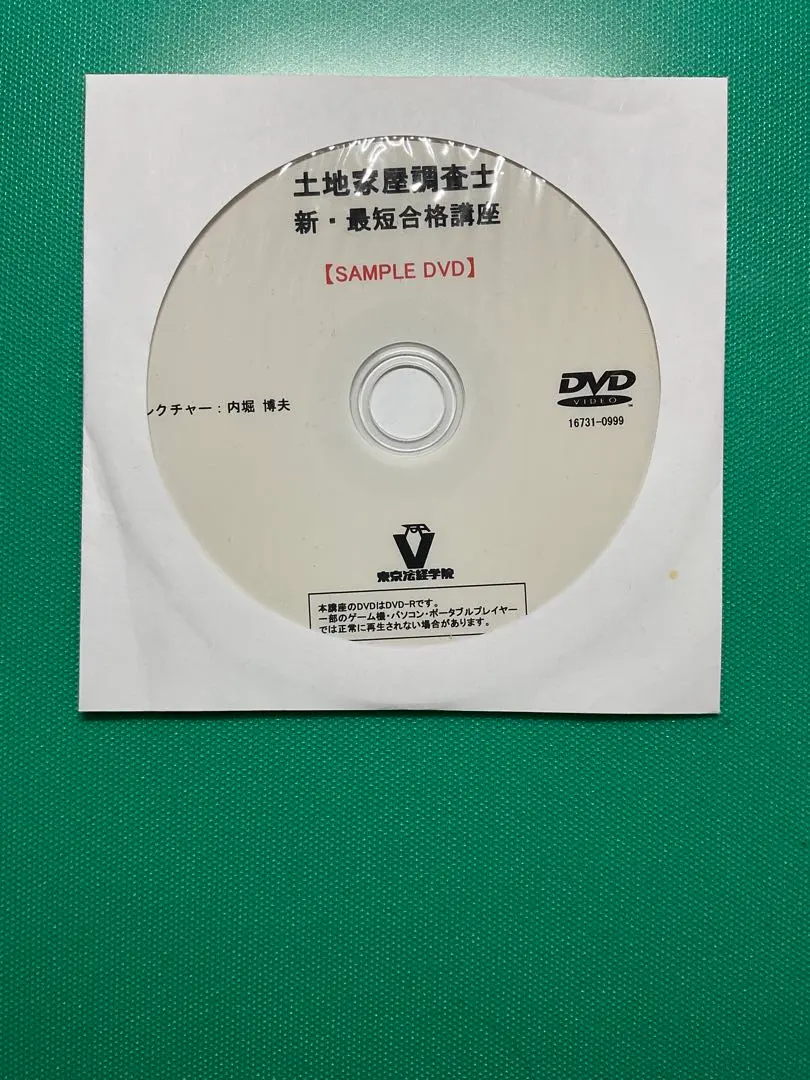 土地家屋調査士
新・最短合格講座
【SAMPLE DVD】
レクチャー：内堀 博夫
DVD
VIDEO
16731-0999
東京法経学院
本講座のDVDはDVD-Rです。
一部のゲーム機・パソコン・ポータブルプレイヤー
では正常に再生されない場合があります。